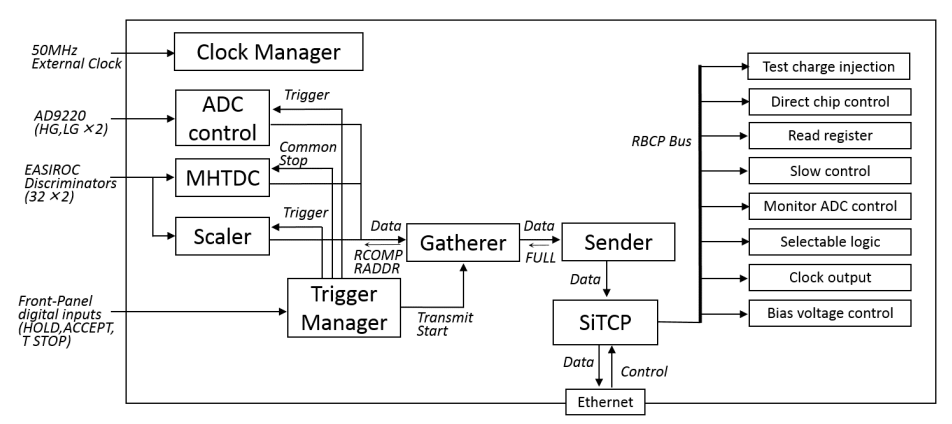 50MHz
External Clock
Clock Manager
AD9220
(HG,LG ×2)
ADC
control
Trigger
EASIROC
Discriminators
(32 ×2)
MHTDC
Common
Stop
Scaler
Trigger
Data
RCOMP
RADDR
Gatherer
Data
FULL
Sender
Front-Panel
digital inputs
(HOLD,ACCEPT,
T STOP)
Trigger
Manager
Transmit
Start
Data
SiTCP
Data
Control
Ethernet
RBCP Bus
Test charge injection
Direct chip control
Read register
Slow control
Monitor ADC control
Selectable logic
Clock output
Bias voltage control